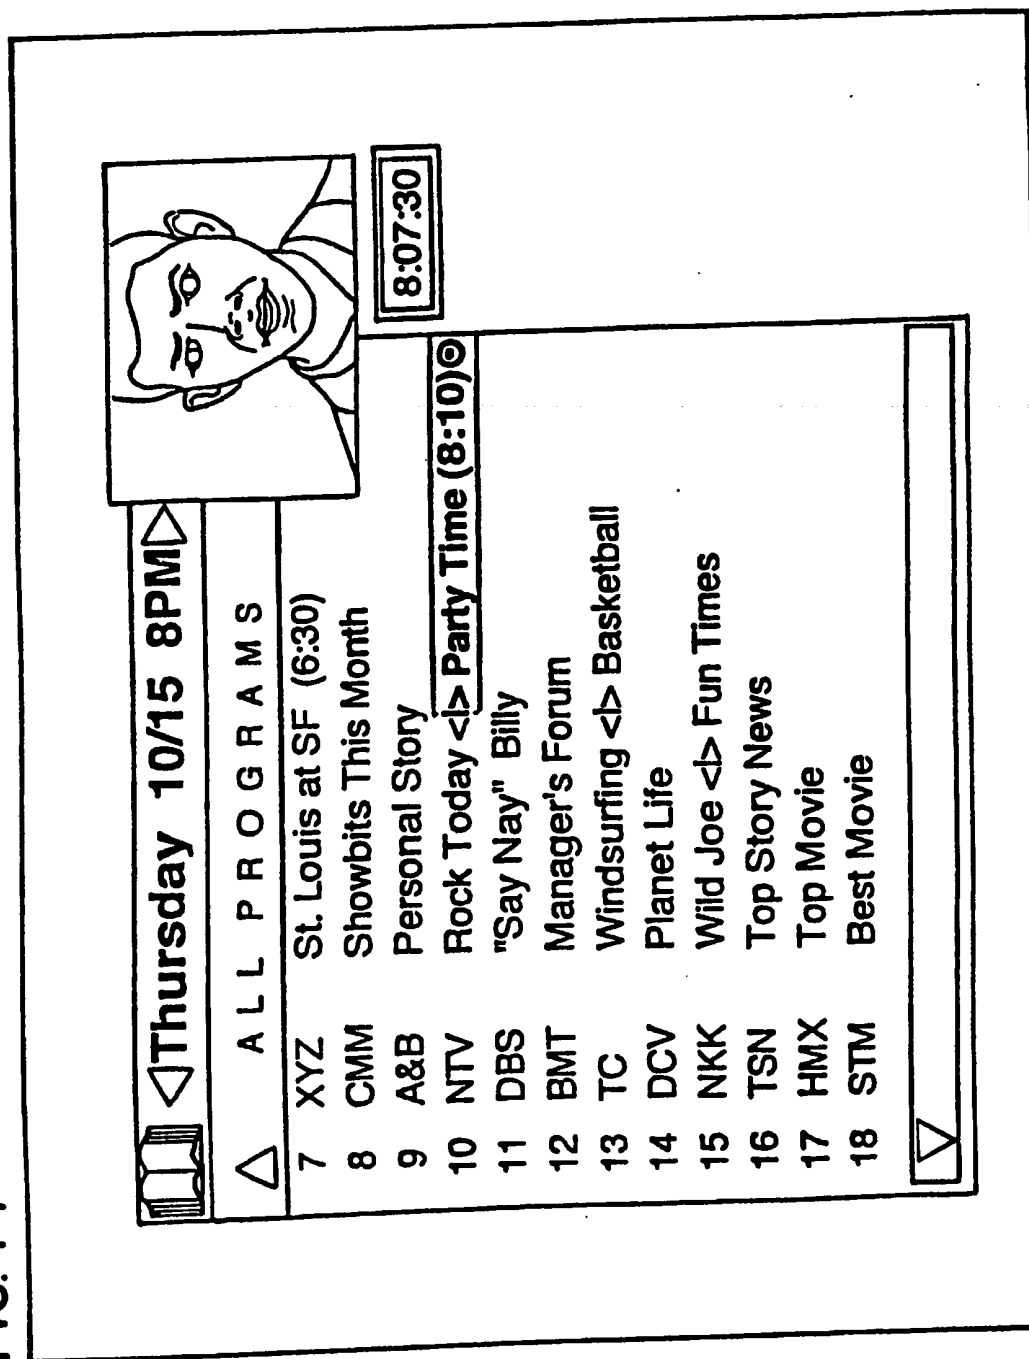 Thursday 10/15 8PM
ALL PROGRAMS
7 XYZ St. Louis at SF (6:30)
8 CMM Showbits This Month
9 A&B Personal Story
10 NTV Rock Today <I> Party Time (8:10)
11 DBS "Say Nay" Billy
12 BMT Manager's Forum
13 TC Windsurfing <I> Basketball
14 DCV Planet Life
15 NKK Wild Joe <I> Fun Times
16 TSN Top Story News
17 HMX Top Movie
18 STM Best Movie
8:07:30